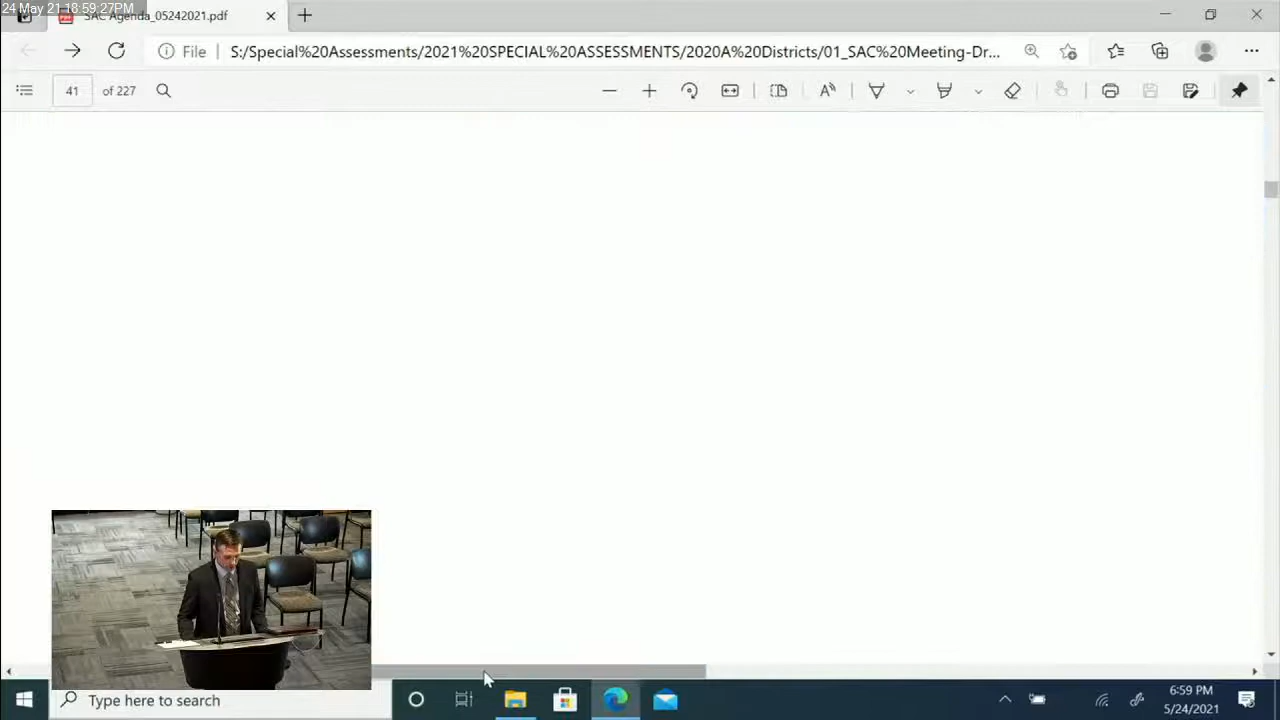 24 May 21 18:59:27PM
SAC Agenda_05242021.pdf
File
S:/Special%20Assessments/2021%20SPECIAL%20ASSESSMENTS/2020A%20Districts/01_SAC%20Meeting-Dr...
41
of 227
Type here to search
6:59 PM
5/24/2021